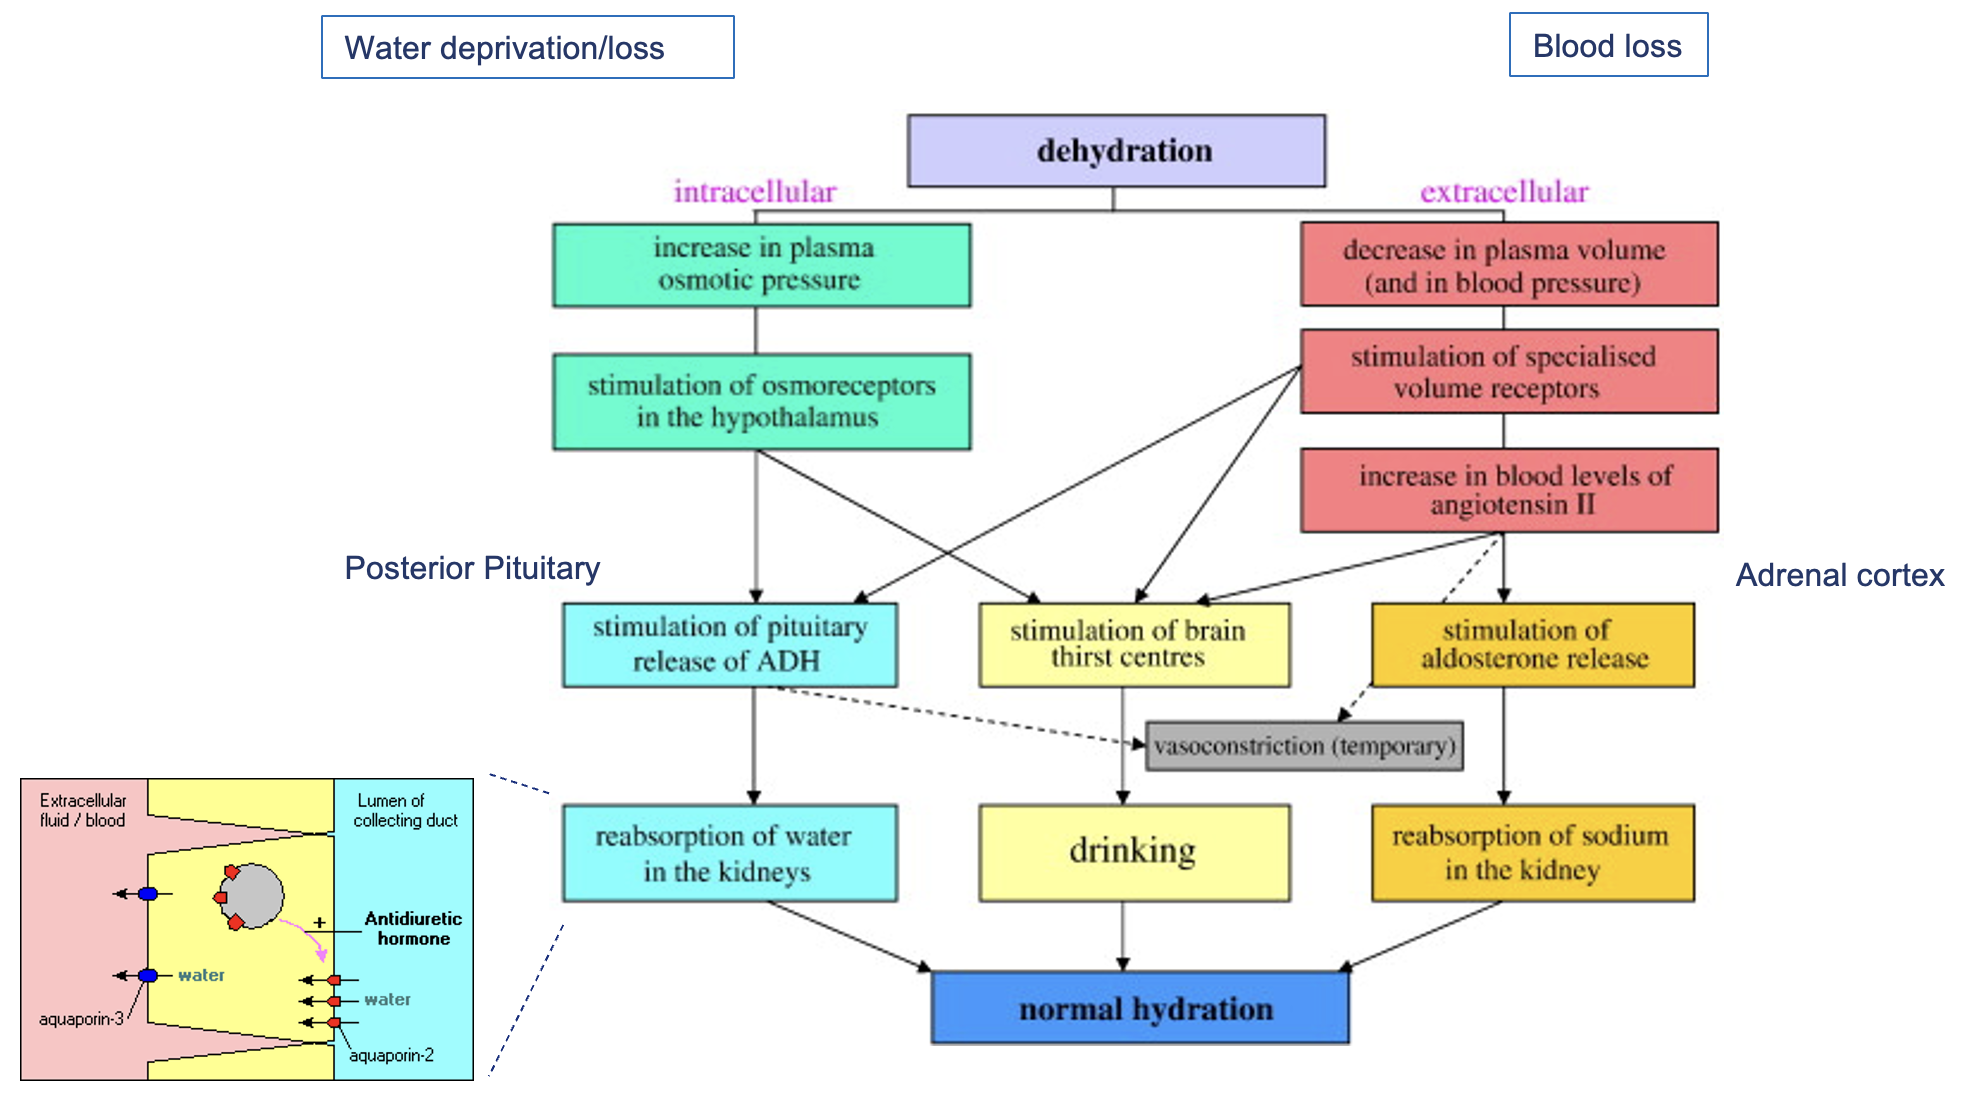 Water deprivation/loss
Blood loss
dehydration
intracellular
extracellular
increase in plasma
osmotic pressure
decrease in plasma volume
(and in blood pressure)
stimulation of osmoreceptors
in the hypothalamus
stimulation of specialised
volume receptors
increase in blood levels of
angiotensin II
Posterior Pituitary
Adrenal cortex
stimulation of pituitary
release of ADH
stimulation of brain
thirst centres
stimulation of
aldosterone release
vasoconstriction (temporary)
reabsorption of water
in the kidneys
drinking
reabsorption of sodium
in the kidney
normal hydration
Extracellular
fluid / blood
Lumen of
collecting duct
+
Antidiuretic
hormone
water
water
aquaporin-3
aquaporin-2